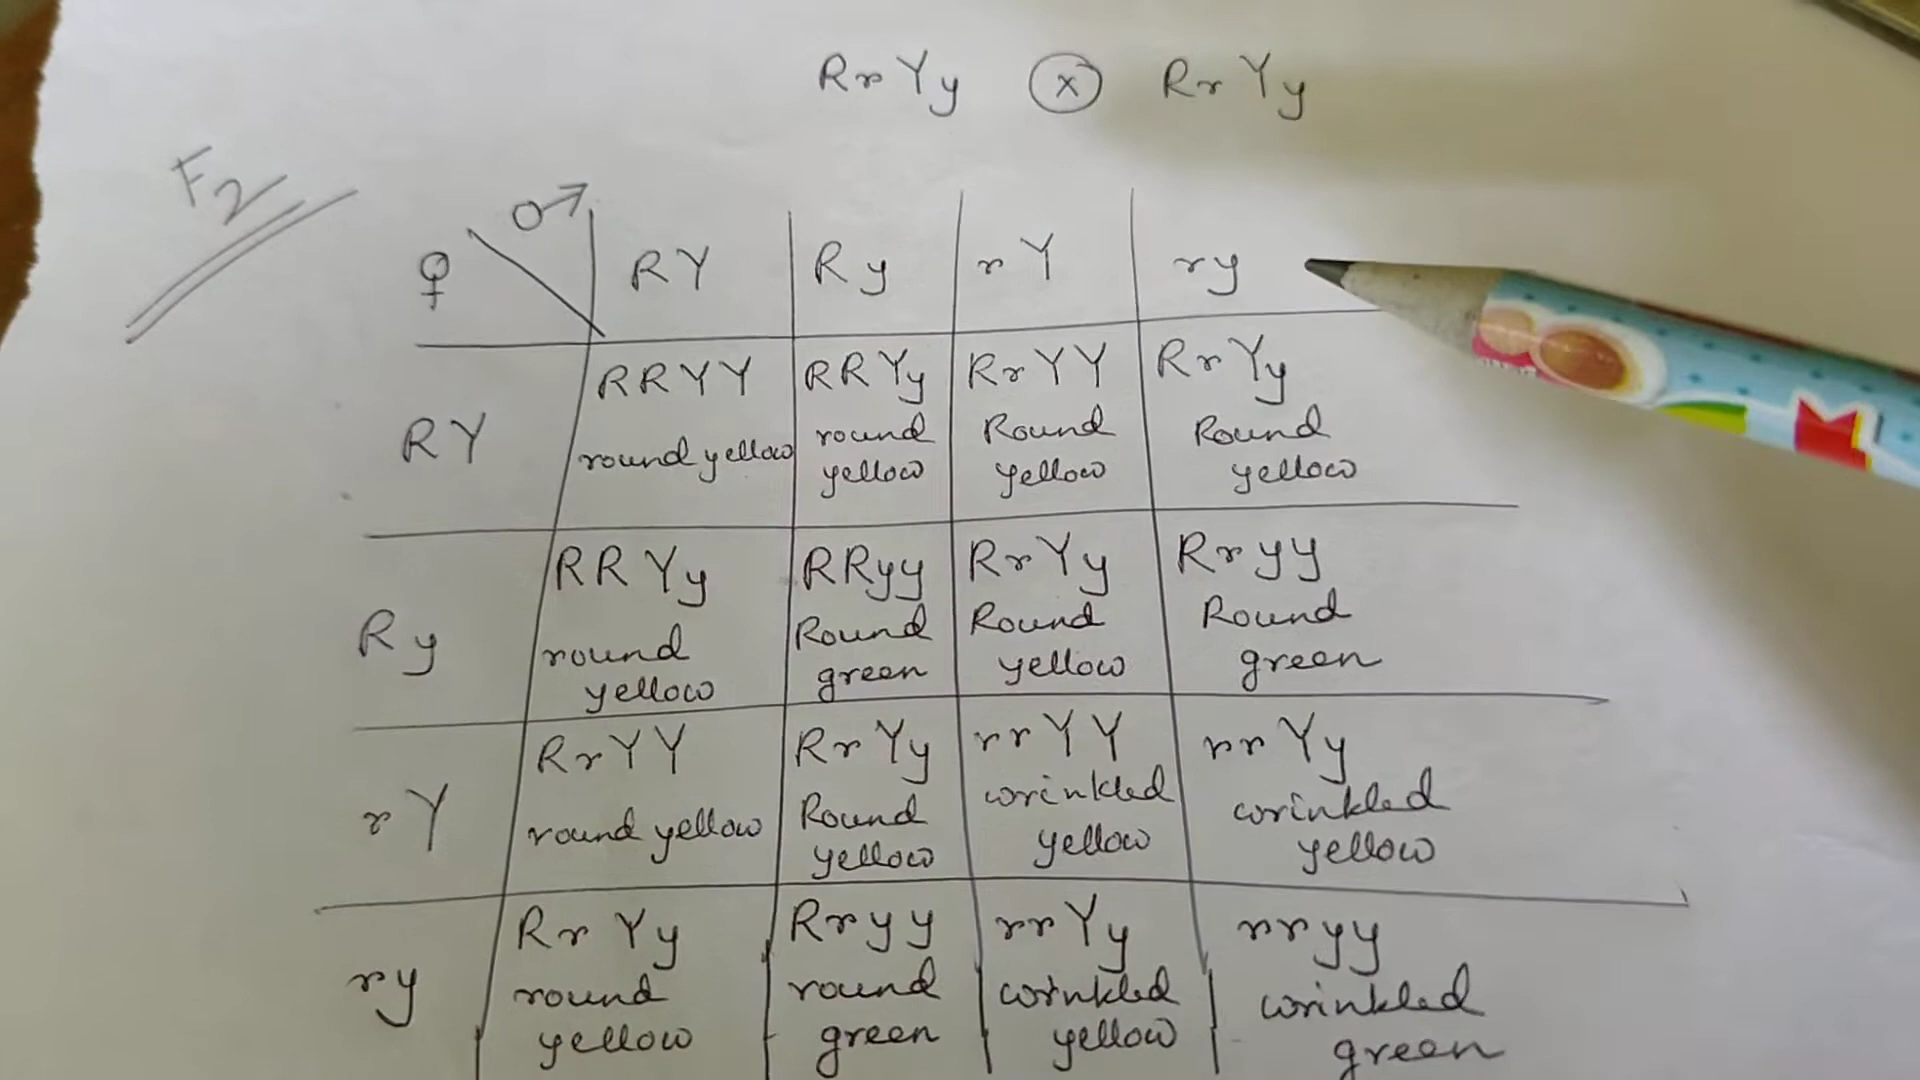 RrYy x RrYy
F2
♀ ♂ RY Ry rY ry
RY RRYY RRYy RrYY RrYy
round yellow round yellow Round yellow Round yellow
Ry RRYy RRyy RrYy Rryy
round yellow Round green Round yellow Round green
rY RrYY RrYy rrYY rrYy
round yellow Round yellow wrinkled yellow wrinkled yellow
ry RrYy Rryy rrYy rryy
round yellow round green wrinkled yellow wrinkled green